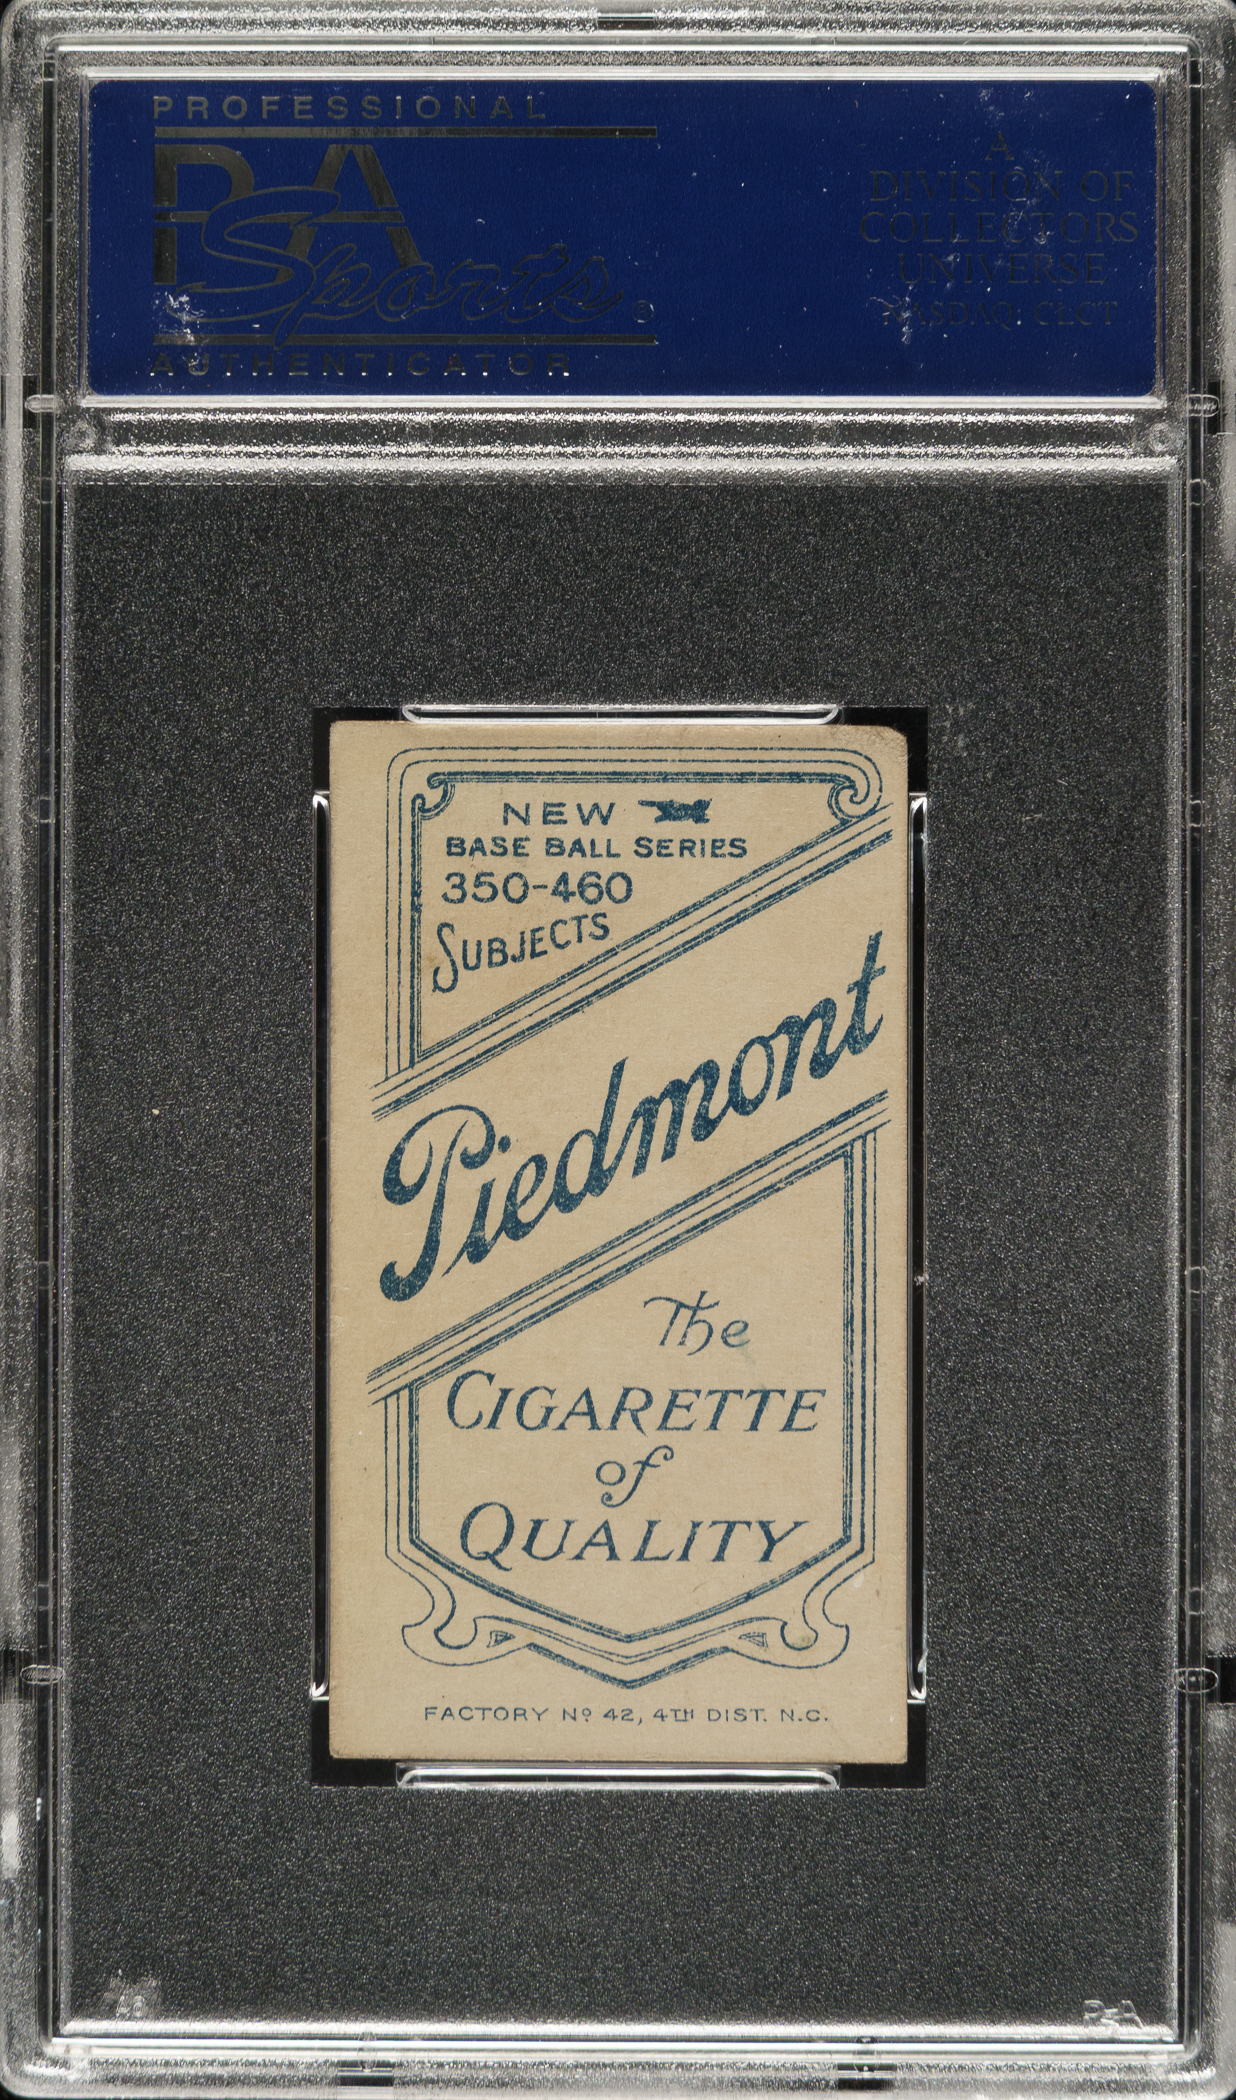 PROFESSIONAL
PSA
Sports®
AUTHENTICATOR
A
DIVISION OF
COLLECTORS
UNIVERSE
NASDAQ: CLCT
NEW
BASE BALL SERIES
350-460
SUBJECTS
Piedmont
The
CIGARETTE
of
QUALITY
FACTORY Nº 42, 4TH DIST. N.C.
PSA